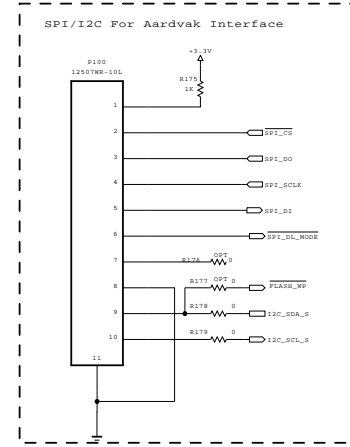 SPI/I2C For Aardvak Interface
+3.3V
P100
12507WR-10L
R175
1K
1
2
SPI_CS
3
SPI_DO
4
SPI_SCLK
5
SPI_DI
6
SPI_DL_MODE
7
R176
OPT
0
8
R177
OPT
0
FLASH_WP
9
R178
0
I2C_SDA_S
10
R179
0
I2C_SCL_S
11